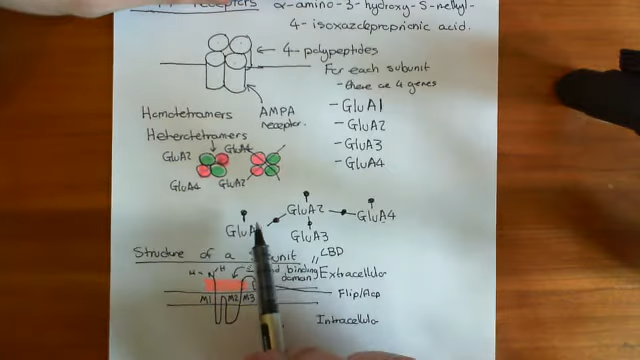 receptors α-amino-3-hydroxy-5-methyl-
4-isoxazolepropionic acid.
4-polypeptides
For each subunit
- there are 4 genes
- GluA1
- GluA2
- GluA3
- GluA4
AMPA
receptor.
Homotetramers
Heterotetramers
GluA2 GluA4
GluA4 GluA2
GluA2
GluA4
GluA3
Structure of a
LBD
binding
domain
Extracellular
M1 M2 M3
Flip/flop
Intracellular